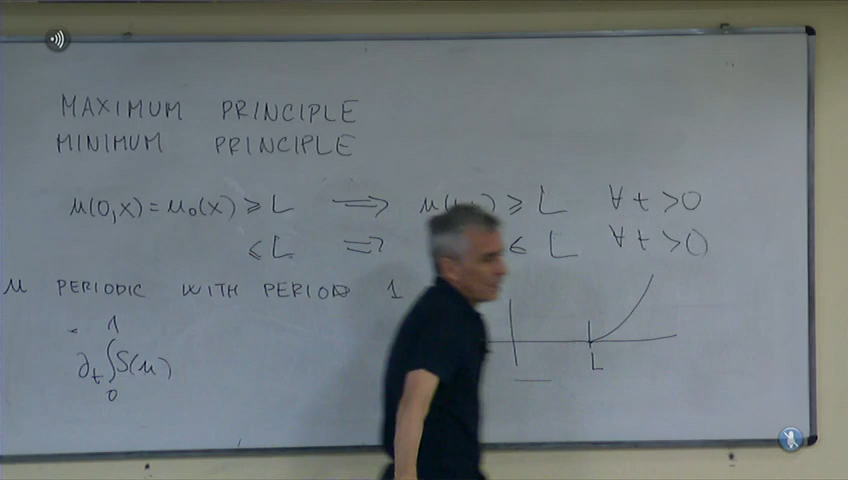 MAXIMUM PRINCIPLE
MINIMUM PRINCIPLE
u(0,x) = u₀(x) ≥ L ⟹ u( ) ≥ L ∀ t >0
≤ L ⟹ ≤ L ∀ t >0
u PERIODIC WITH PERIOD 1
∂ₜ ∫₀¹ S(u)
L